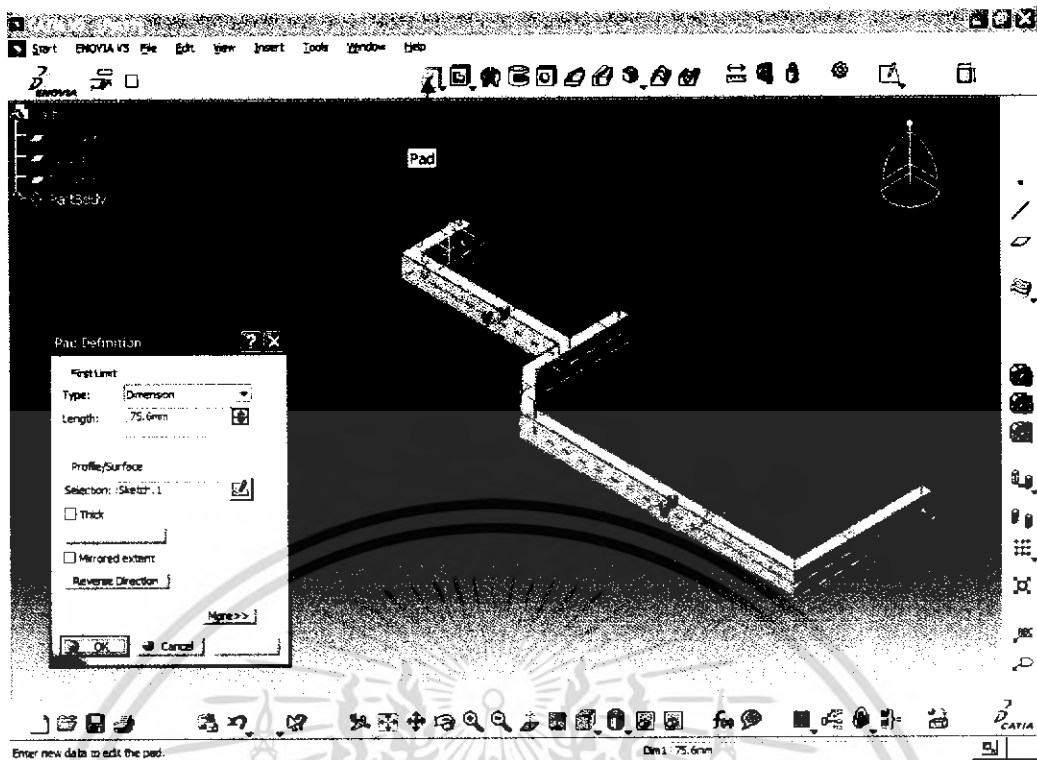 Start ENOVIA V5 File Edit View Insert Tools Window Help
ENOVIA
Pad
PartBody
Pad Definition ? X
First Limit
Type: Dimension
Length: 75.6mm
Profile/Surface
Selection: Sketch.1
Thick
Mirrored extent
Reverse Direction
More>>
OK Cancel
CATIA
Enter new data to edit the pad.
Dim1: 75.6mm